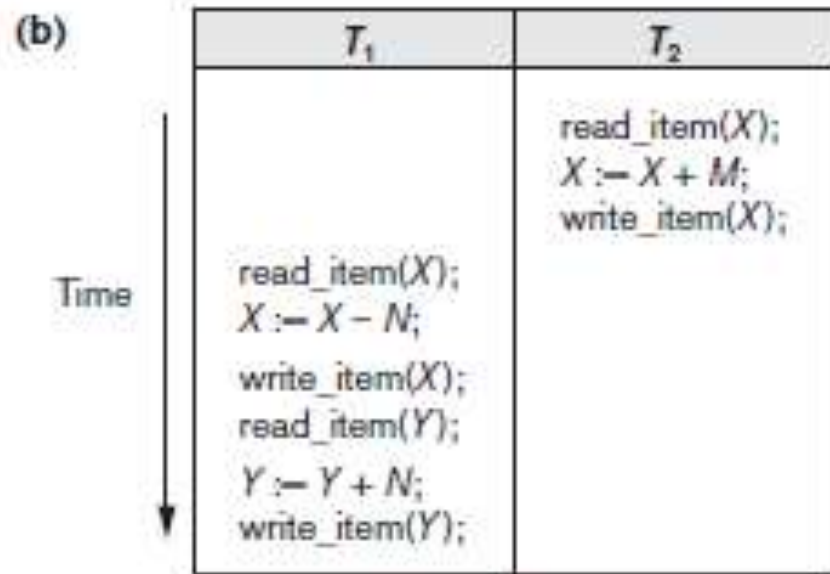 (b)
T₁ T₂
read_item(X);
X := X + M;
write_item(X);
Time
read_item(X);
X := X – N;
write_item(X);
read_item(Y);
Y := Y + N;
write_item(Y);